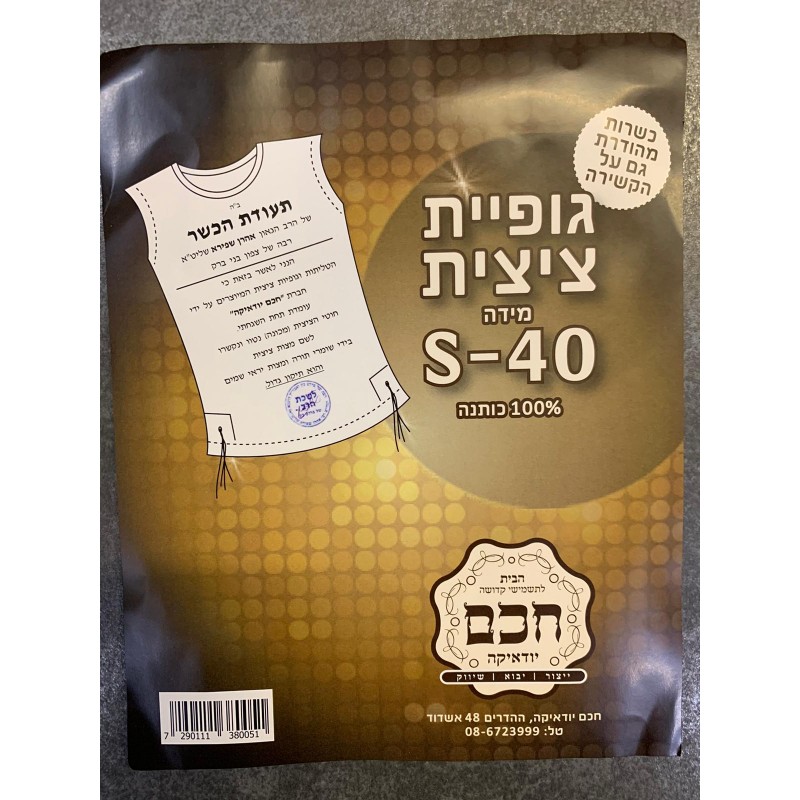 כשרות
מהודרת
גם על
הקשירה
גופיית
ציצית
מידה
S-40
100% כותנה
ב"ה
תעודת הכשר
של הרב הגאון אהרן שפירא שליט"א
רבה של צפון בני ברק
הנני לאשר בזאת כי
הטליתות וגופיות ציצית המיוצרים על ידי
חברת "חכם יודאיקה"
עומדת תחת השגחתי
חוטי הציצית (מכונה) נטוו ונקשרו
לשם מצות ציצית
בידי שומרי תורה ומצות יראי שמים
והוא תיקון גדול
לשכת
הרב
הבית
לתשמישי קדושה
חכם
יודאיקה
ייצור | יבוא | שיווק
חכם יודאיקה, ההדרים 48 אשדוד
טל: 08-6723999
7 290111 380051